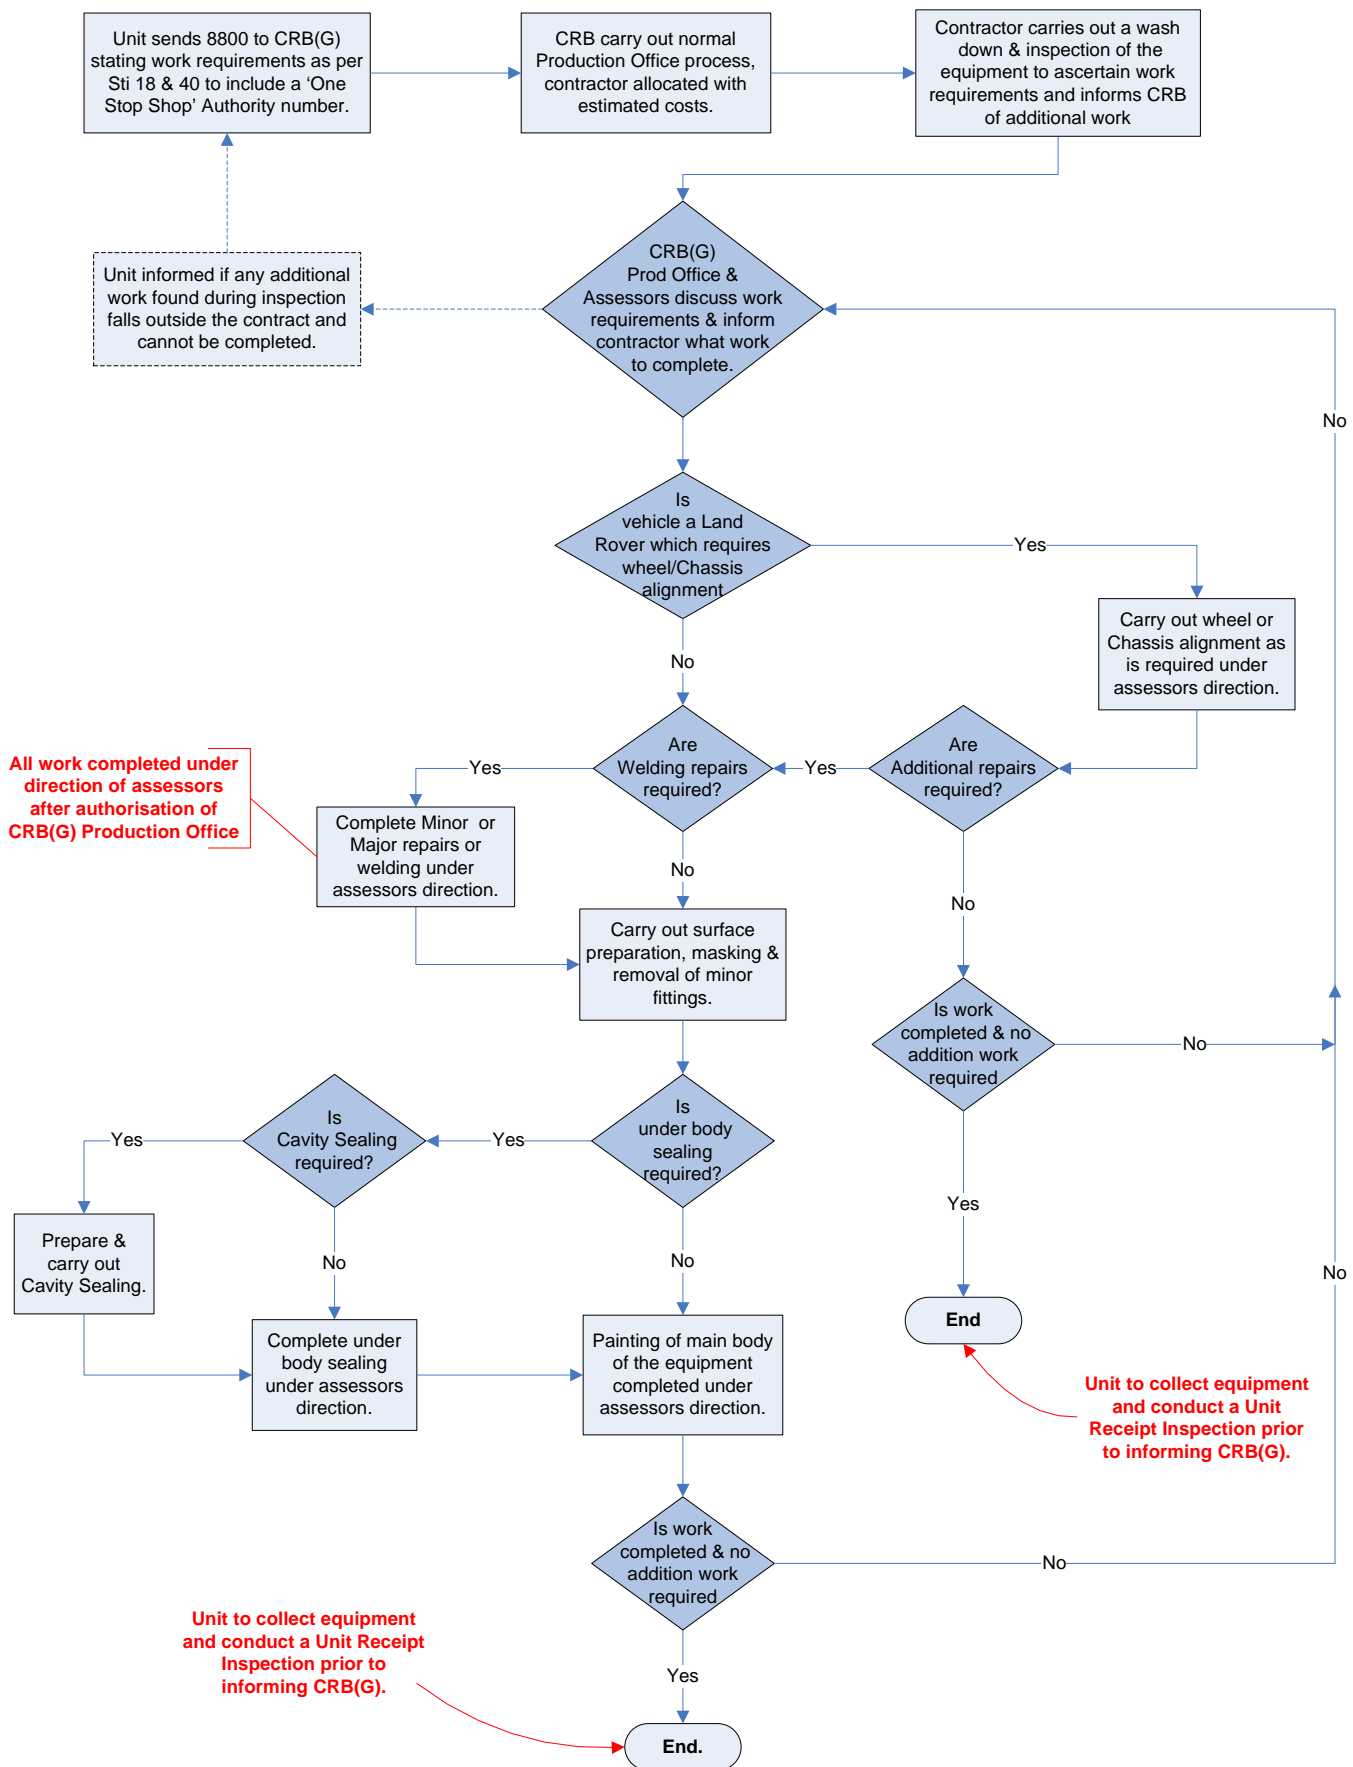 Unit sends 8800 to CRB(G)
stating work requirements as per
Sti 18 & 40 to include a ‘One
Stop Shop’ Authority number.
CRB carry out normal
Production Office process,
contractor allocated with
estimated costs.
Contractor carries out a wash
down & inspection of the
equipment to ascertain work
requirements and informs CRB
of additional work
CRB(G)
Prod Office &
Assessors discuss work
requirements & inform
contractor what work
to complete.
Unit informed if any additional
work found during inspection
falls outside the contract and
cannot be completed.
No
Is
vehicle a Land
Rover which requires
wheel/Chassis
alignment
Yes
Carry out wheel or
Chassis alignment as
is required under
assessors direction.
No
Are
Welding repairs
required?
Yes
Are
Additional repairs
required?
Yes
All work completed under
direction of assessors
after authorisation of
CRB(G) Production Office
Complete Minor or
Major repairs or
welding under
assessors direction.
No
No
Carry out surface
preparation, masking &
removal of minor
fittings.
Is work
completed & no
addition work
required
No
Is
under body
sealing
required?
Yes
Is
Cavity Sealing
required?
Yes
Yes
Prepare &
carry out
Cavity Sealing.
No
No
No
End
Complete under
body sealing
under assessors
direction.
Painting of main body
of the equipment
completed under
assessors direction.
Unit to collect equipment
and conduct a Unit
Receipt Inspection prior
to informing CRB(G).
Is work
completed & no
addition work
required
No
Unit to collect equipment
and conduct a Unit Receipt
Inspection prior to
informing CRB(G).
Yes
End.